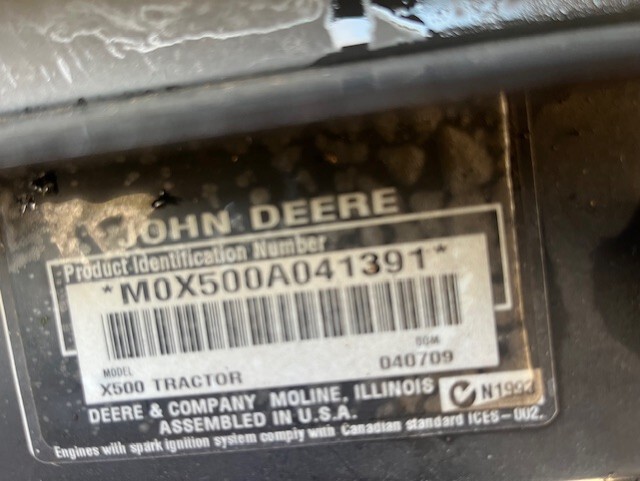 JOHN DEERE
Product Identification Number
*M0X500A041391*
MODEL
X500 TRACTOR
040709
DEERE & COMPANY MOLINE, ILLINOIS
N1993
ASSEMBLED IN U.S.A.
Engines with spark ignition system comply with Canadian standard ICES-002.